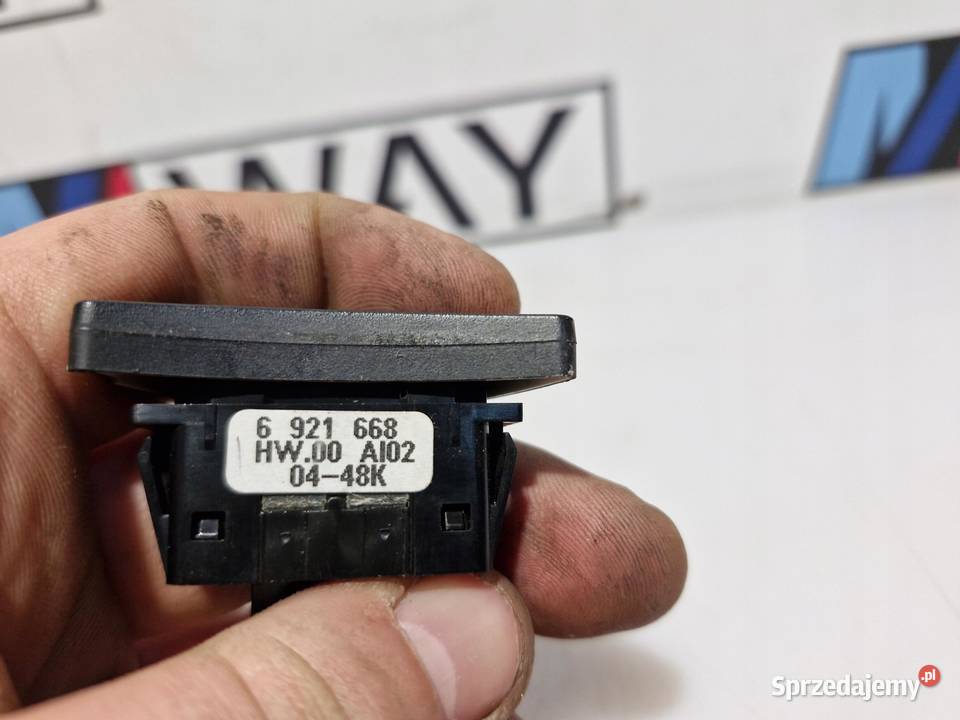 WAY
6 921 668
HW.00 AI02
04-48K
Sprzedajemy.pl